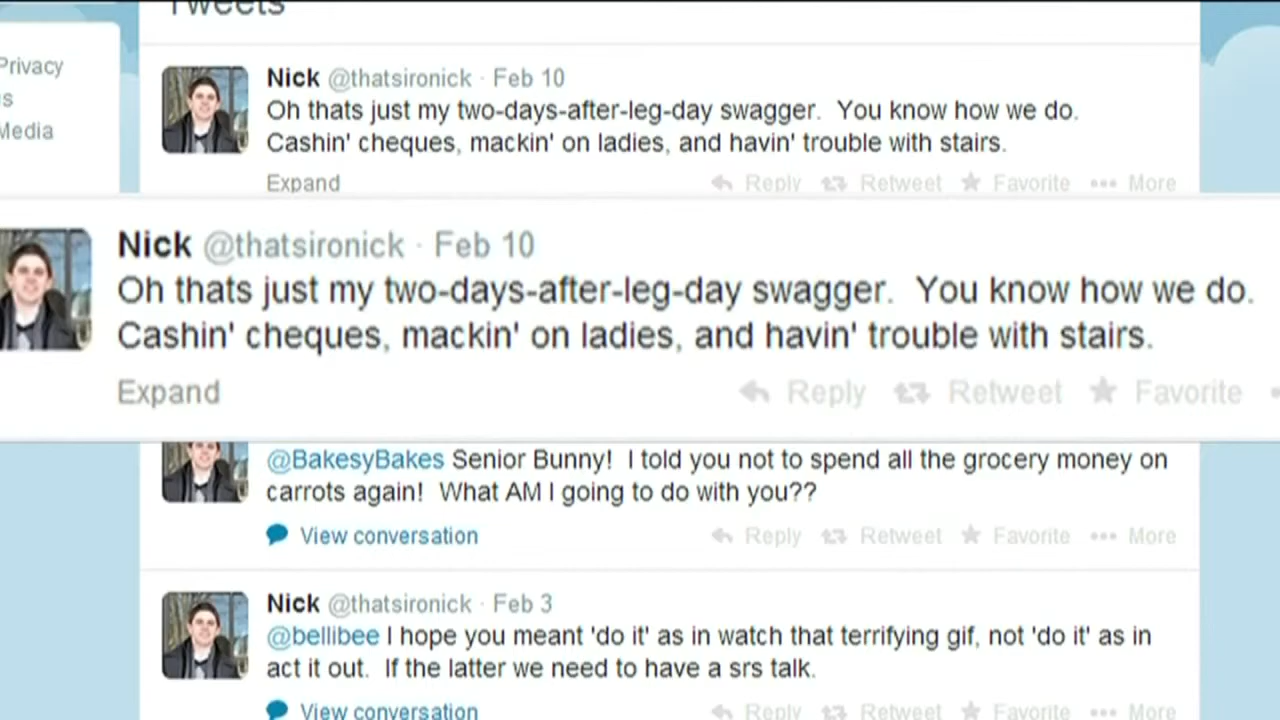 Tweets
Privacy
s
Media
Nick @thatsironick · Feb 10
Oh thats just my two-days-after-leg-day swagger.  You know how we do.
Cashin' cheques, mackin' on ladies, and havin' trouble with stairs.
Expand Reply Retweet Favorite More
Nick @thatsironick · Feb 10
Oh thats just my two-days-after-leg-day swagger.  You know how we do.
Cashin' cheques, mackin' on ladies, and havin' trouble with stairs.
Expand Reply Retweet Favorite
@BakesyBakes Senior Bunny!  I told you not to spend all the grocery money on
carrots again!  What AM I going to do with you??
View conversation Reply Retweet Favorite More
Nick @thatsironick · Feb 3
@bellibee I hope you meant 'do it' as in watch that terrifying gif, not 'do it' as in
act it out.  If the latter we need to have a srs talk.
View conversation Reply Retweet Favorite More